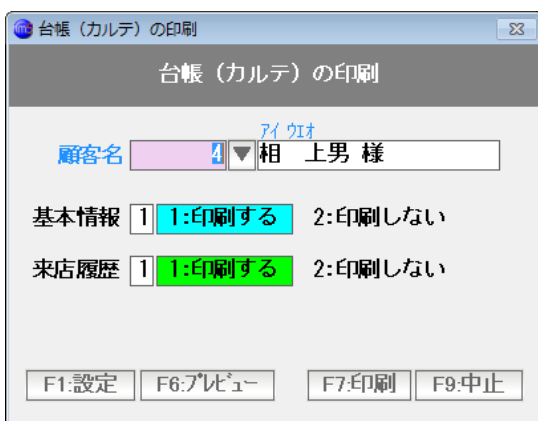 台帳（カルテ）の印刷
台帳（カルテ）の印刷
アイ ウエオ
顧客名 4 ▼ 相　上男 様
基本情報 1 1:印刷する 2:印刷しない
来店履歴 1 1:印刷する 2:印刷しない
F1:設定 F6:プレビュー F7:印刷 F9:中止